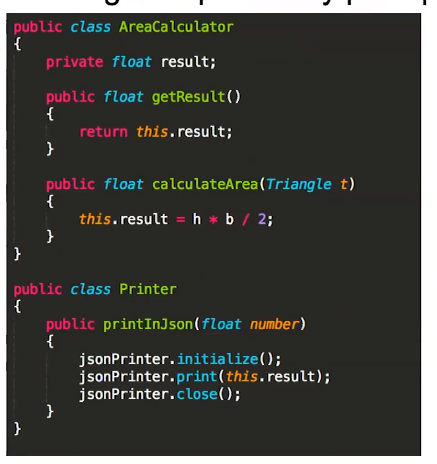 public class AreaCalculator
{
    private float result;

    public float getResult()
    {
        return this.result;
    }

    public float calculateArea(Triangle t)
    {
        this.result = h * b / 2;
    }
}

public class Printer
{
    public printInJson(float number)
    {
        jsonPrinter.initialize();
        jsonPrinter.print(this.result);
        jsonPrinter.close();
    }
}